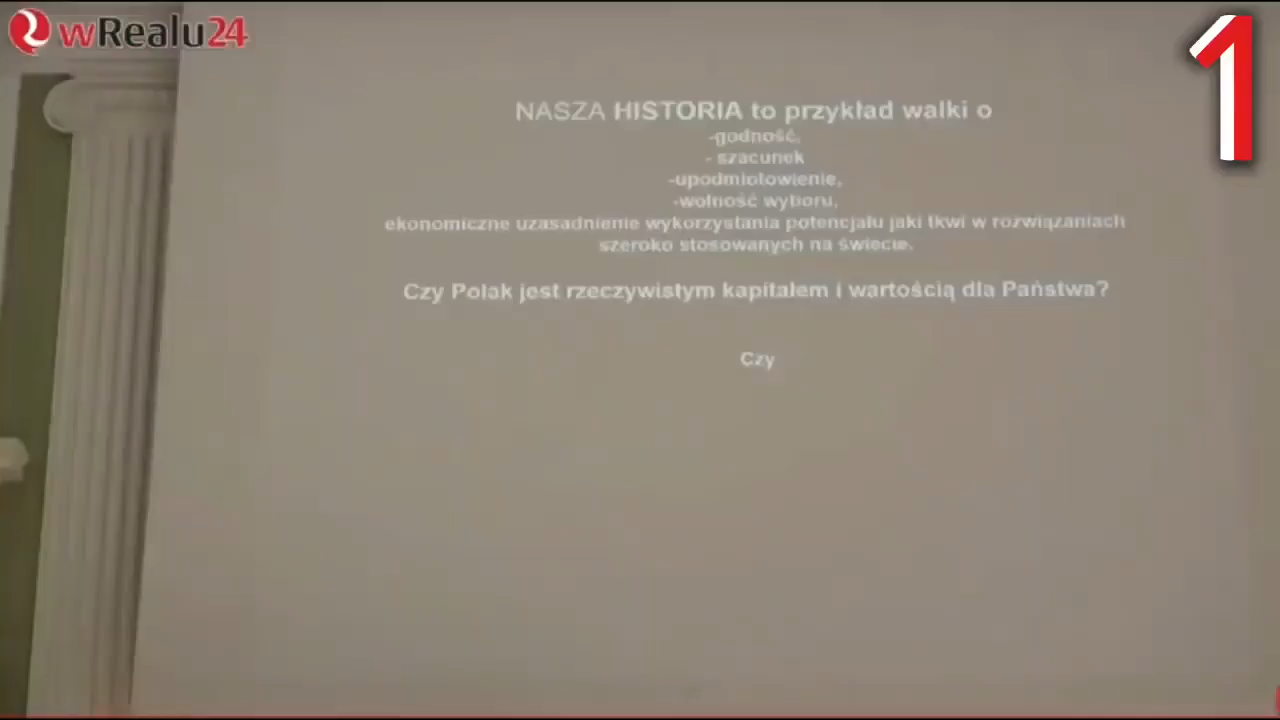 wRealu24
1
NASZA HISTORIA to przykład walki o
-godność,
- szacunek
-upodmiotowienie,
-wolność wyboru,
ekonomiczne uzasadnienie wykorzystania potencjału jaki tkwi w rozwiązaniach
szeroko stosowanych na świecie.
Czy Polak jest rzeczywistym kapitałem i wartością dla Państwa?
Czy